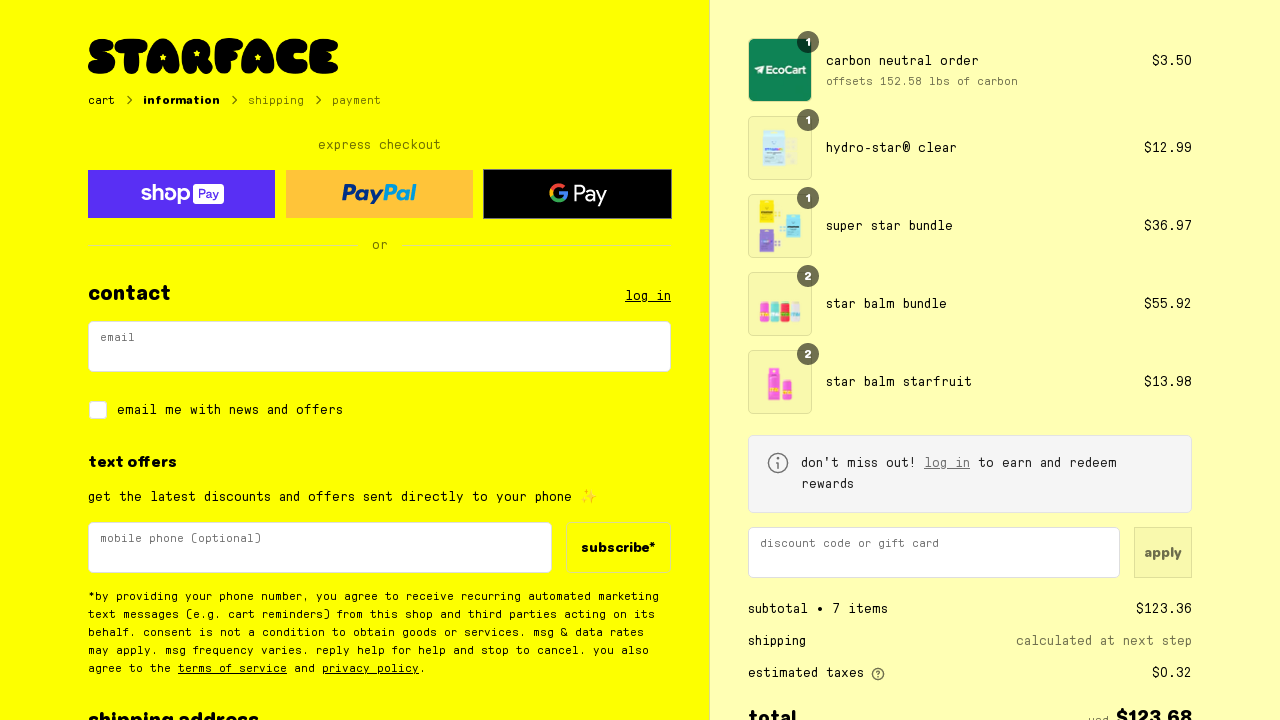 STARFACE
cart > information > shipping > payment
express checkout
shop Pay
PayPal
G Pay
or
contact
log in
email
email me with news and offers
text offers
get the latest discounts and offers sent directly to your phone ✨
mobile phone (optional)
subscribe*
*by providing your phone number, you agree to receive recurring automated marketing
text messages (e.g. cart reminders) from this shop and third parties acting on its
behalf. consent is not a condition to obtain goods or services. msg & data rates
may apply. msg frequency varies. reply help for help and stop to cancel. you also
agree to the terms of service and privacy policy.
shipping address
EcoCart
1
carbon neutral order
offsets 152.58 lbs of carbon
$3.50
1
hydro-star® clear
$12.99
1
super star bundle
$36.97
2
star balm bundle
$55.92
2
star balm starfruit
$13.98
don't miss out! log in to earn and redeem
rewards
discount code or gift card
apply
subtotal • 7 items
$123.36
shipping
calculated at next step
estimated taxes
$0.32
total
usd $123.68